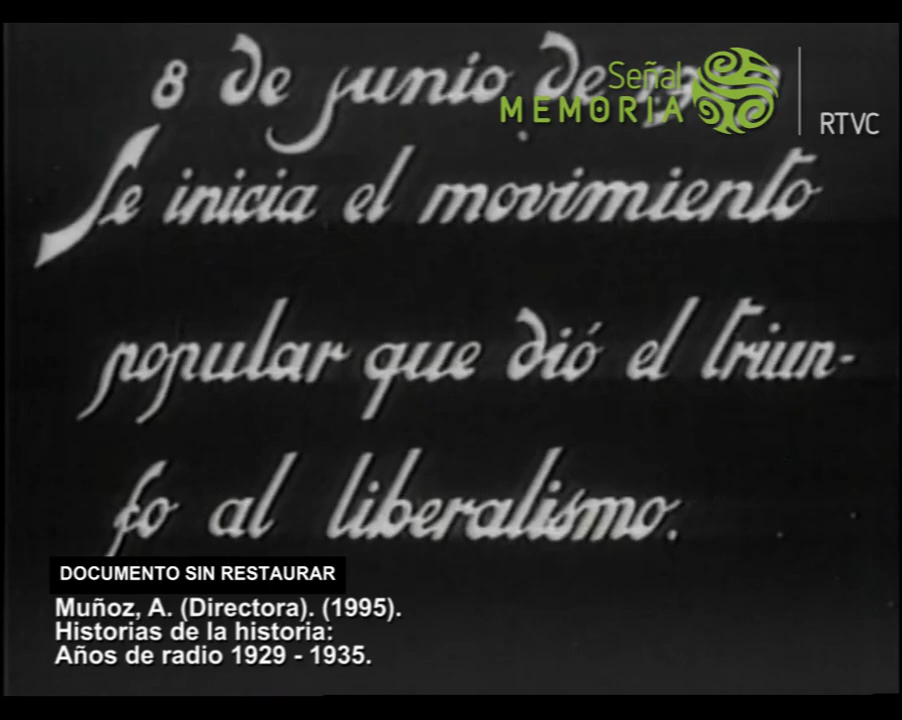 8 de junio de
Señal
MEMORIA
RTVC
Se inicia el movimiento
popular que dió el triun-
fo al liberalismo.
DOCUMENTO SIN RESTAURAR
Muñoz, A. (Directora). (1995).
Historias de la historia:
Años de radio 1929 - 1935.